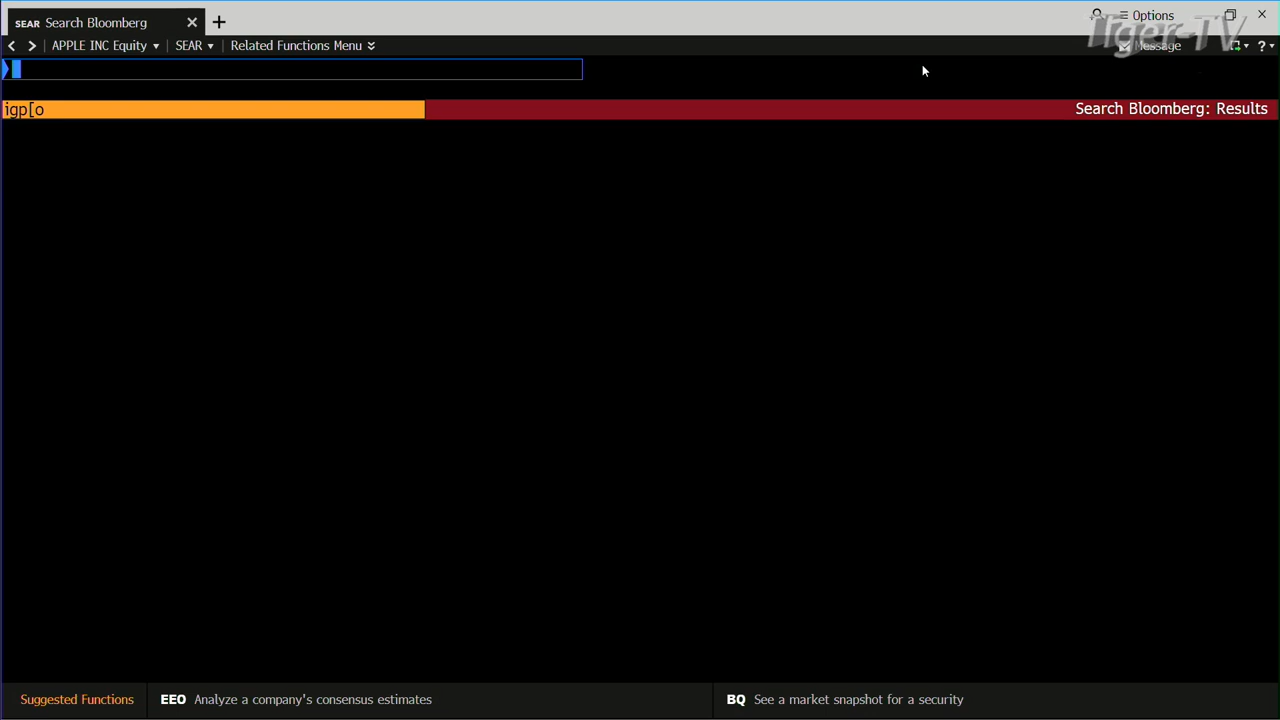 SEAR Search Bloomberg
Options
APPLE INC Equity SEAR Related Functions Menu Message ?
Tiger-TV
igp[o Search Bloomberg: Results
Suggested Functions EEO Analyze a company's consensus estimates BQ See a market snapshot for a security